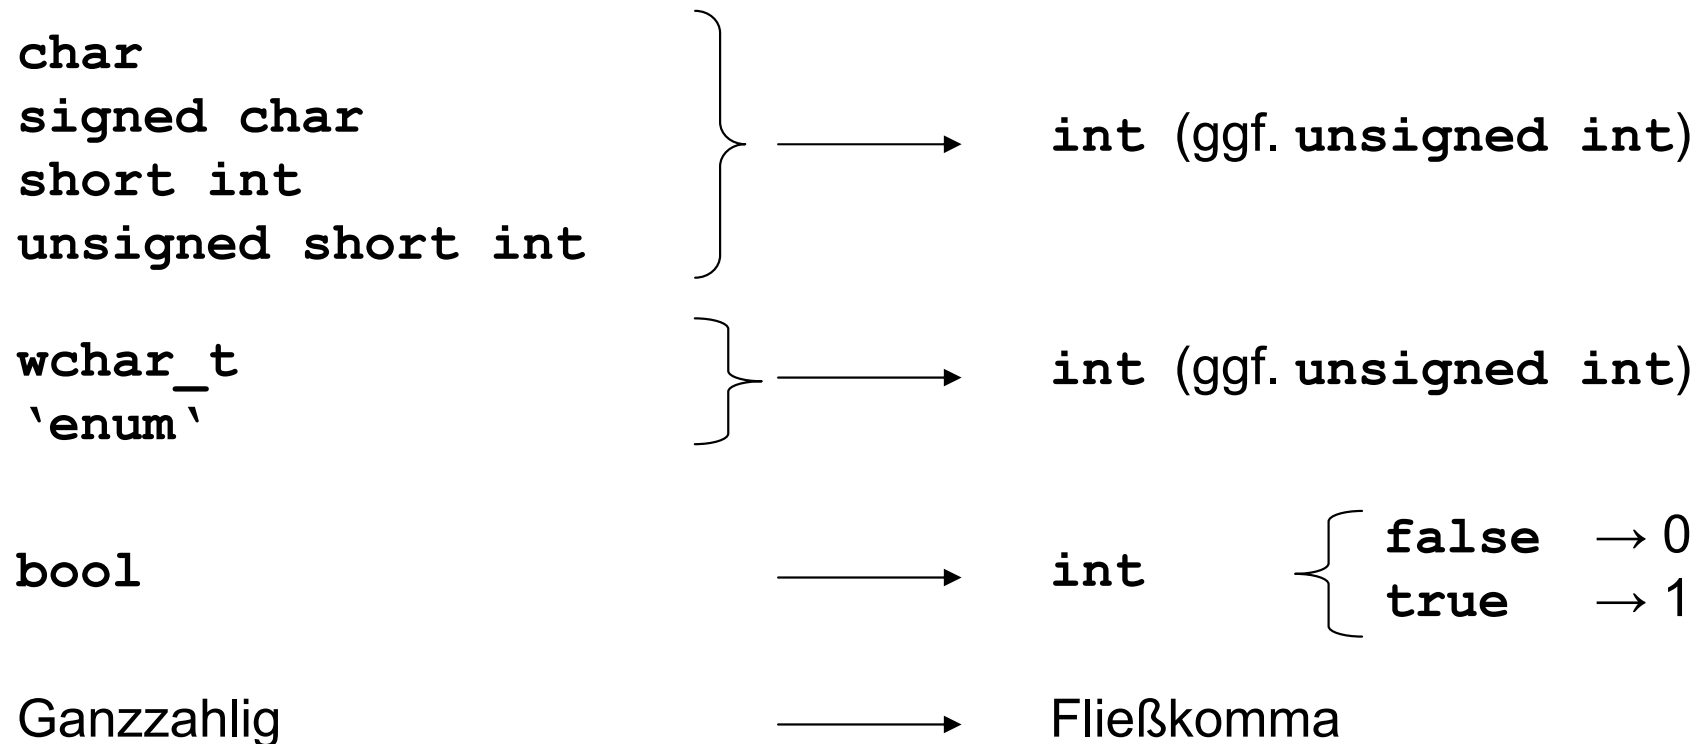 char
signed char
short int
unsigned short int
int (ggf. unsigned int)
wchar_t
‵enum‵
int (ggf. unsigned int)
bool
int
false → 0
true → 1
Ganzzahlig
Fließkomma